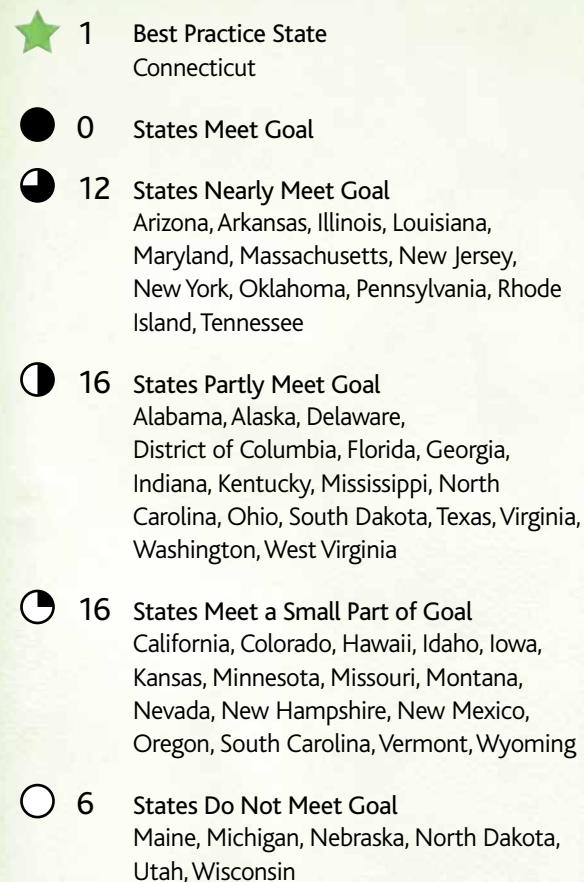 1 Best Practice State
Connecticut
0 States Meet Goal
12 States Nearly Meet Goal
Arizona, Arkansas, Illinois, Louisiana,
Maryland, Massachusetts, New Jersey,
New York, Oklahoma, Pennsylvania, Rhode
Island, Tennessee
16 States Partly Meet Goal
Alabama, Alaska, Delaware,
District of Columbia, Florida, Georgia,
Indiana, Kentucky, Mississippi, North
Carolina, Ohio, South Dakota, Texas, Virginia,
Washington, West Virginia
16 States Meet a Small Part of Goal
California, Colorado, Hawaii, Idaho, Iowa,
Kansas, Minnesota, Missouri, Montana,
Nevada, New Hampshire, New Mexico,
Oregon, South Carolina, Vermont, Wyoming
6 States Do Not Meet Goal
Maine, Michigan, Nebraska, North Dakota,
Utah, Wisconsin